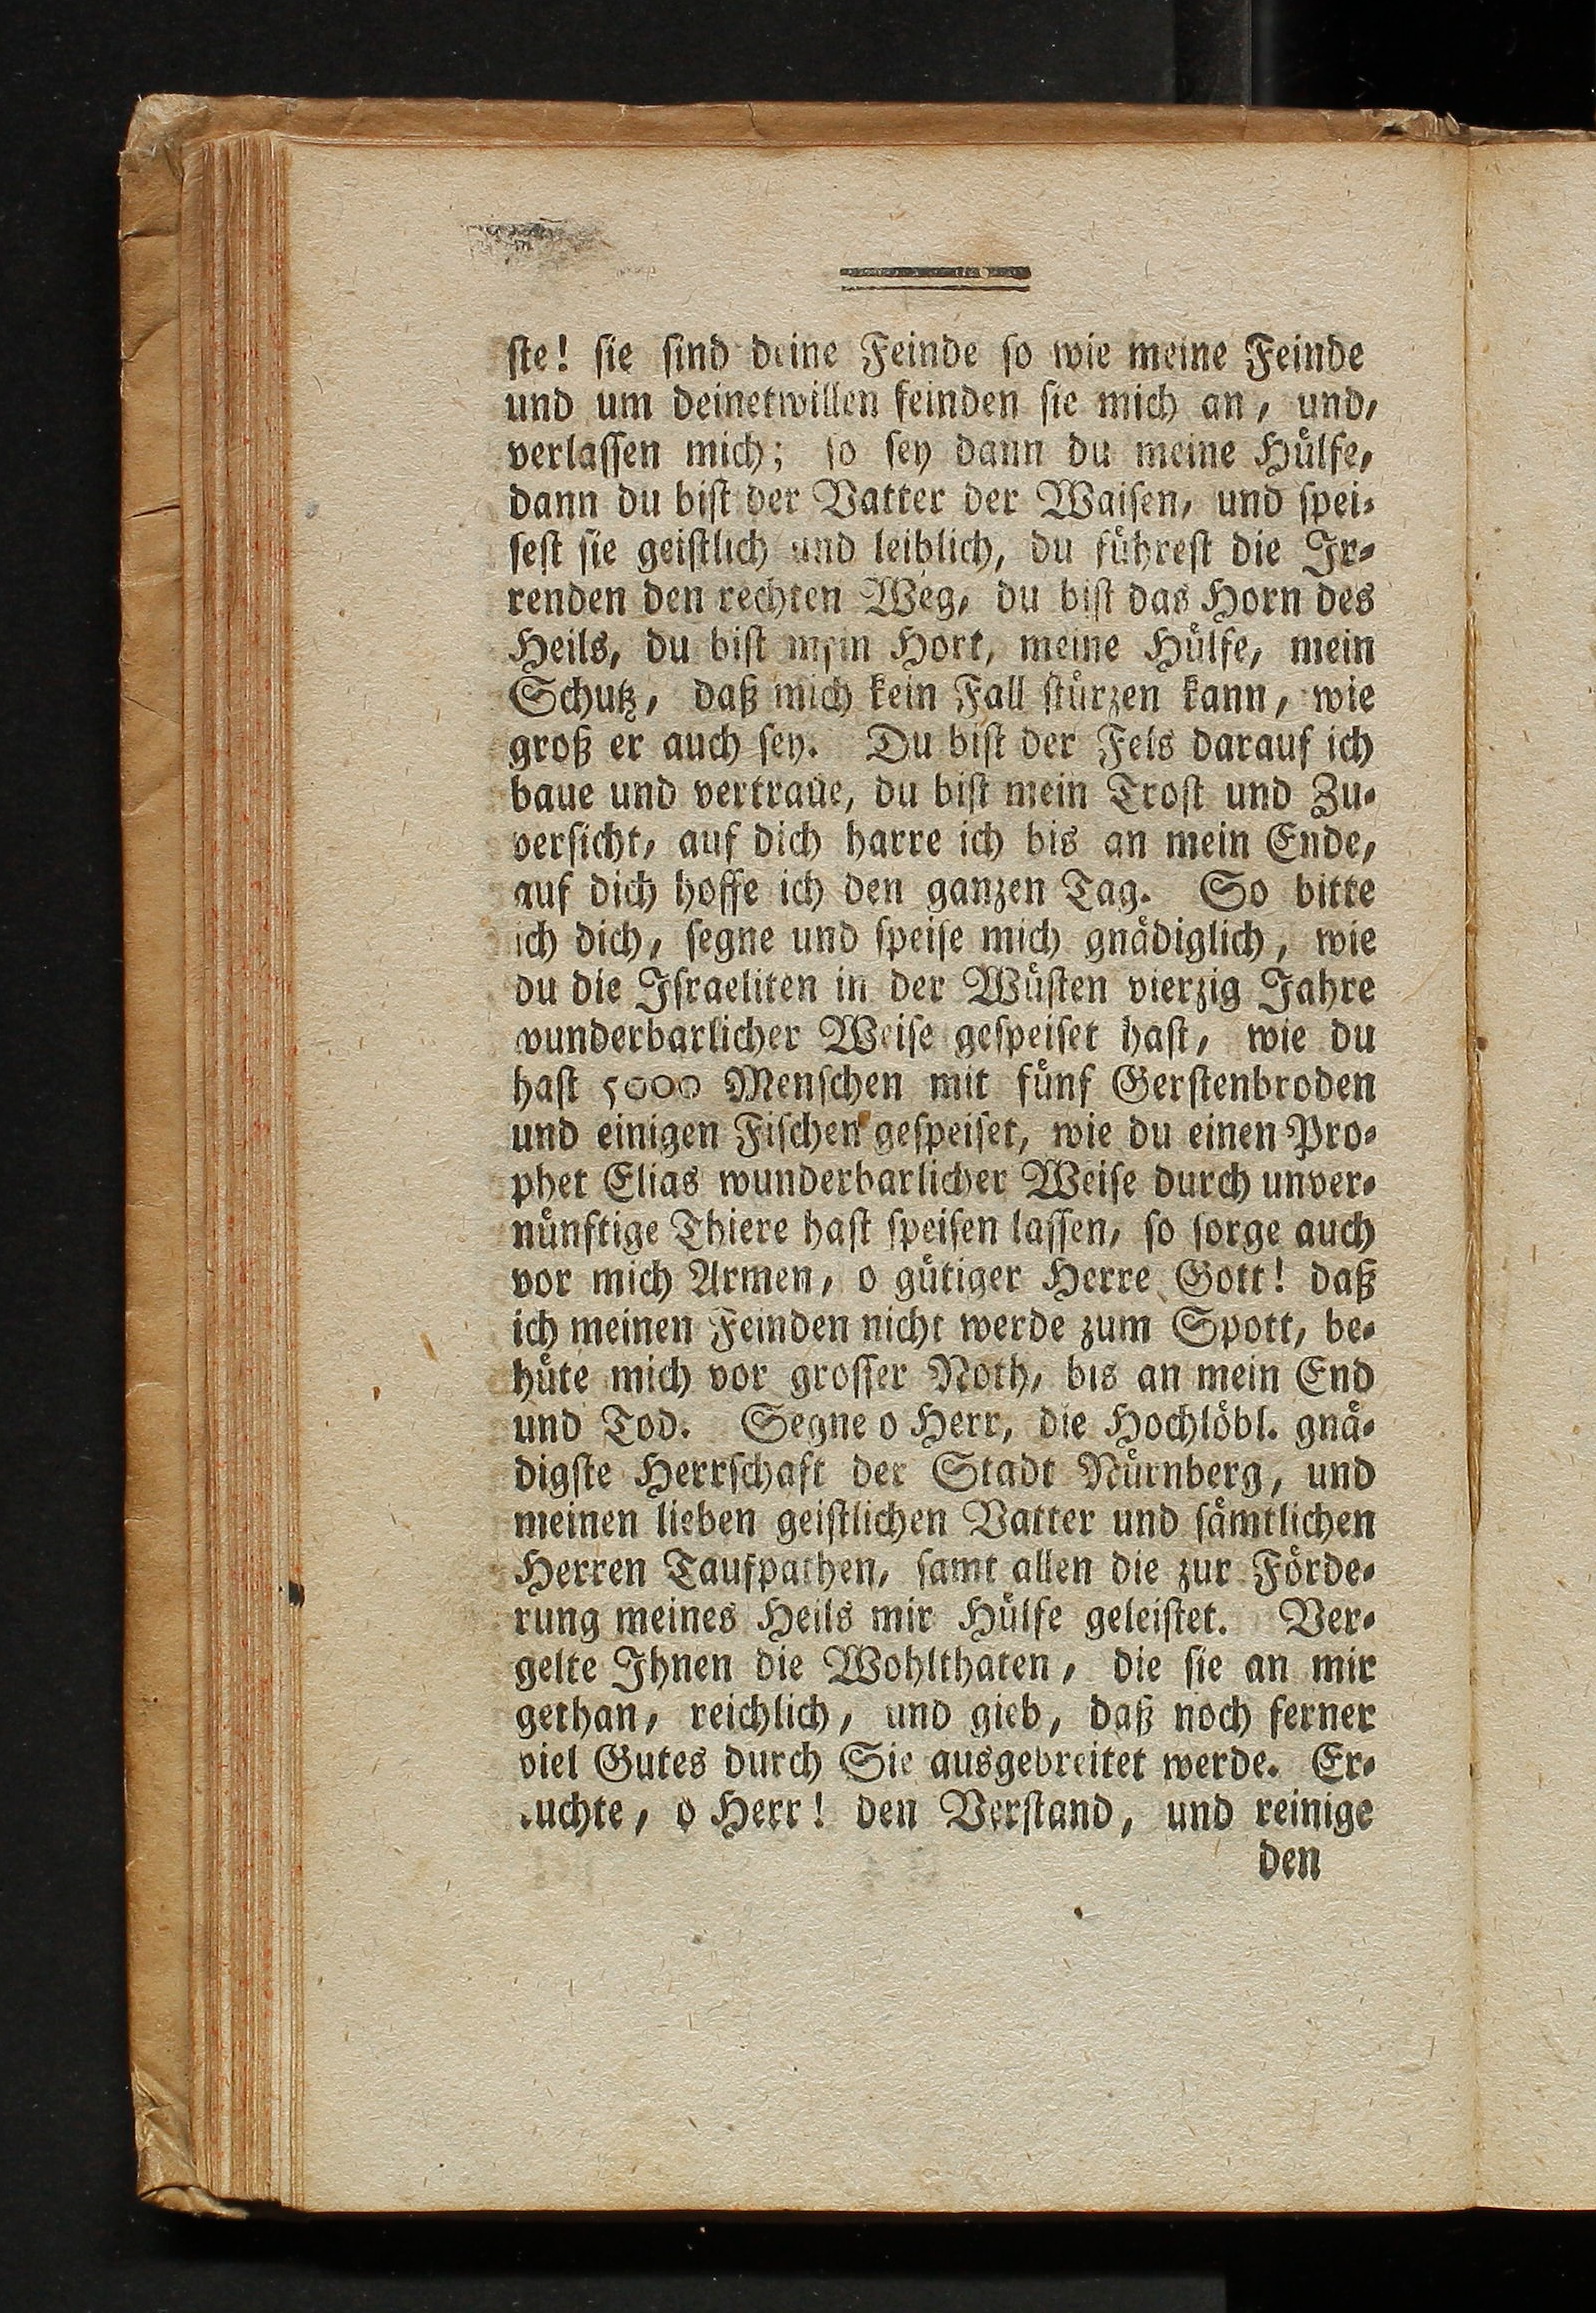 ſte! ſie ſind deine Feinde ſo wie meine Feinde
und um deinetwillen feinden ſie mich an, und,
verlaſſen mich; ſo ſey dann du meine Hülfe,
dann du biſt der Vatter der Waiſen, und ſpei-
ſeſt ſie geiſtlich und leiblich, du führeſt die Ir-
renden den rechten Weg, du biſt das Horn des
Heils, du biſt mein Hort, meine Hülfe, mein
Schutz, daß mich kein Fall ſtürzen kann, wie
groß er auch ſey. Du biſt der Fels darauf ich
baue und vertraue, du biſt mein Troſt und Zu-
verſicht, auf dich harre ich bis an mein Ende,
auf dich hoffe ich den ganzen Tag. So bitte
ich dich, ſegne und ſpeiſe mich gnädiglich, wie
du die Iſraeliten in der Wüſten vierzig Jahre
wunderbarlicher Weiſe geſpeiſet haſt, wie du
haſt 5000 Menſchen mit fünf Gerſtenbroden
und einigen Fiſchen geſpeiſet, wie du einen Pro-
phet Elias wunderbarlicher Weiſe durch unver-
nünftige Thiere haſt ſpeiſen laſſen, ſo ſorge auch
vor mich Armen, o gütiger Herre Gott! daß
ich meinen Feinden nicht werde zum Spott, be-
hüte mich vor groſſer Noth, bis an mein End
und Tod. Segne o Herr, die Hochlöbl. gnä-
digſte Herrſchaft der Stadt Nürnberg, und
meinen lieben geiſtlichen Vatter und ſämtlichen
Herren Taufpathen, ſamt allen die zur Förde-
rung meines Heils mir Hülfe geleiſtet. Ver-
gelte Ihnen die Wohlthaten, die ſie an mir
gethan, reichlich, und gieb, daß noch ferner
viel Gutes durch Sie ausgebreitet werde. Er-
uchte, o Herr! den Verſtand, und reinige
den